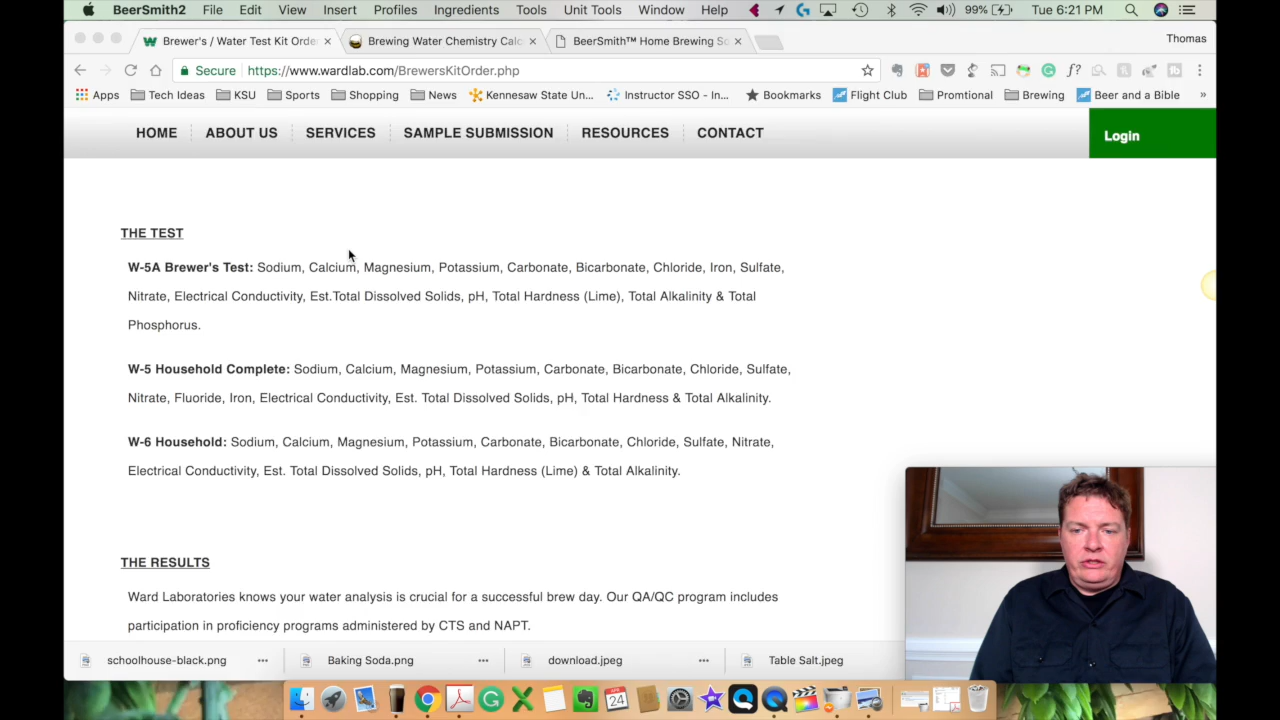 BeerSmith2 File Edit View Insert Profiles Ingredients Tools Unit Tools Window Help 99% Tue 6:21 PM
Brewer's / Water Test Kit Orde × Brewing Water Chemistry Calc × BeerSmith™ Home Brewing So × Thomas
Secure https://www.wardlab.com/BrewersKitOrder.php
Apps Tech Ideas KSU Sports Shopping News Kennesaw State Un... Instructor SSO - In... Bookmarks Flight Club Promtional Brewing Beer and a Bible »
HOME ABOUT US SERVICES SAMPLE SUBMISSION RESOURCES CONTACT Login
THE TEST
W-5A Brewer's Test: Sodium, Calcium, Magnesium, Potassium, Carbonate, Bicarbonate, Chloride, Iron, Sulfate,
Nitrate, Electrical Conductivity, Est.Total Dissolved Solids, pH, Total Hardness (Lime), Total Alkalinity & Total
Phosphorus.
W-5 Household Complete: Sodium, Calcium, Magnesium, Potassium, Carbonate, Bicarbonate, Chloride, Sulfate,
Nitrate, Fluoride, Iron, Electrical Conductivity, Est. Total Dissolved Solids, pH, Total Hardness & Total Alkalinity.
W-6 Household: Sodium, Calcium, Magnesium, Potassium, Carbonate, Bicarbonate, Chloride, Sulfate, Nitrate,
Electrical Conductivity, Est. Total Dissolved Solids, pH, Total Hardness (Lime) & Total Alkalinity.
THE RESULTS
Ward Laboratories knows your water analysis is crucial for a successful brew day. Our QA/QC program includes
participation in proficiency programs administered by CTS and NAPT.
schoolhouse-black.png ... Baking Soda.png ... download.jpeg ... Table Salt.jpeg
APR
24